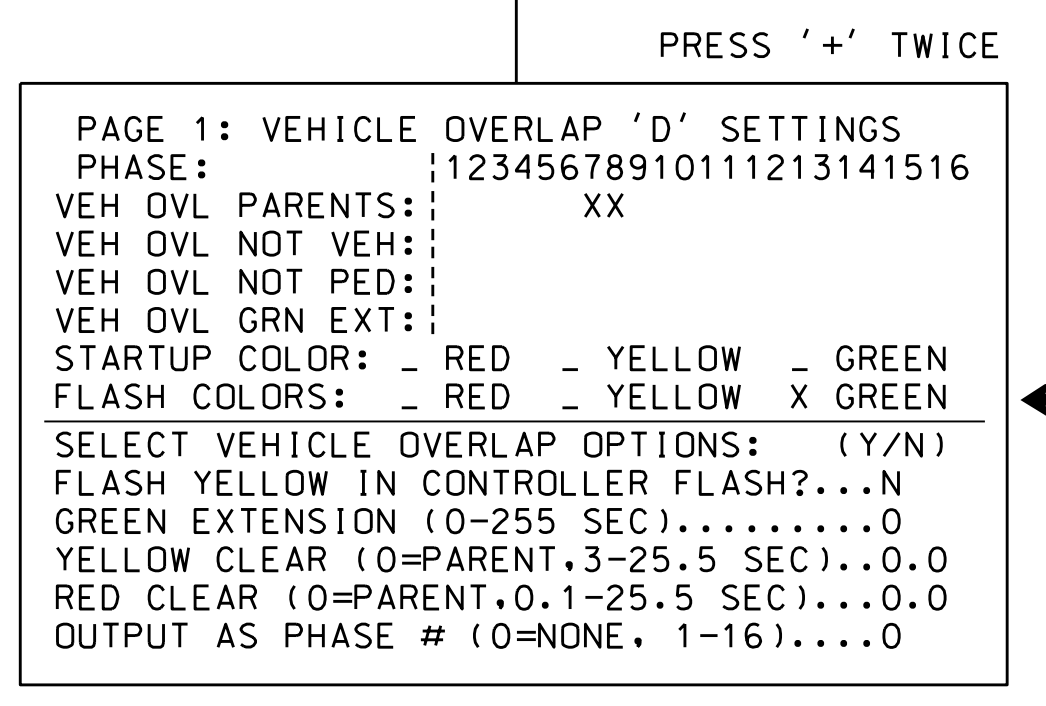 PRESS '+' TWICE
PAGE 1: VEHICLE OVERLAP 'D' SETTINGS
PHASE: ¦12345678910111213141516
VEH OVL PARENTS:¦ XX
VEH OVL NOT VEH:¦
VEH OVL NOT PED:¦
VEH OVL GRN EXT:¦
STARTUP COLOR: _ RED _ YELLOW _ GREEN
FLASH COLORS: _ RED _ YELLOW X GREEN
SELECT VEHICLE OVERLAP OPTIONS: (Y/N)
FLASH YELLOW IN CONTROLLER FLASH?...N
GREEN EXTENSION (0-255 SEC).........0
YELLOW CLEAR (0=PARENT,3-25.5 SEC)..0.0
RED CLEAR (0=PARENT,0.1-25.5 SEC)...0.0
OUTPUT AS PHASE # (0=NONE, 1-16)....0